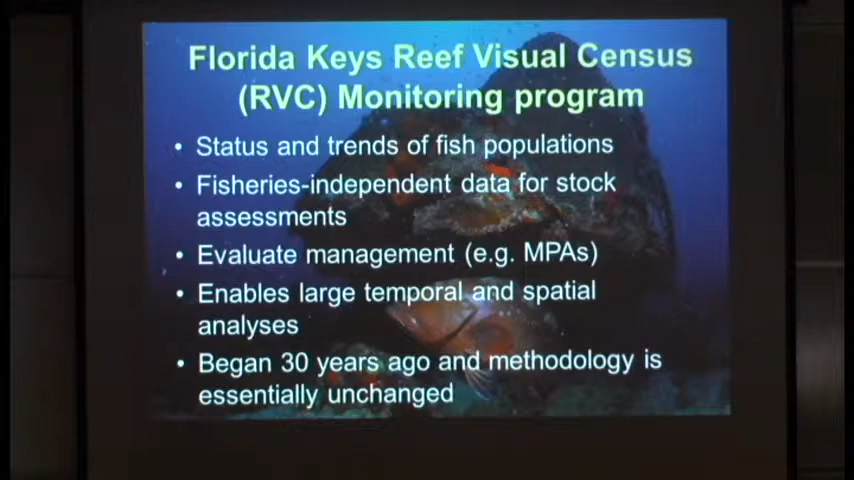 Florida Keys Reef Visual Census
(RVC) Monitoring program
• Status and trends of fish populations
• Fisheries-independent data for stock
assessments
• Evaluate management (e.g. MPAs)
• Enables large temporal and spatial
analyses
• Began 30 years ago and methodology is
essentially unchanged